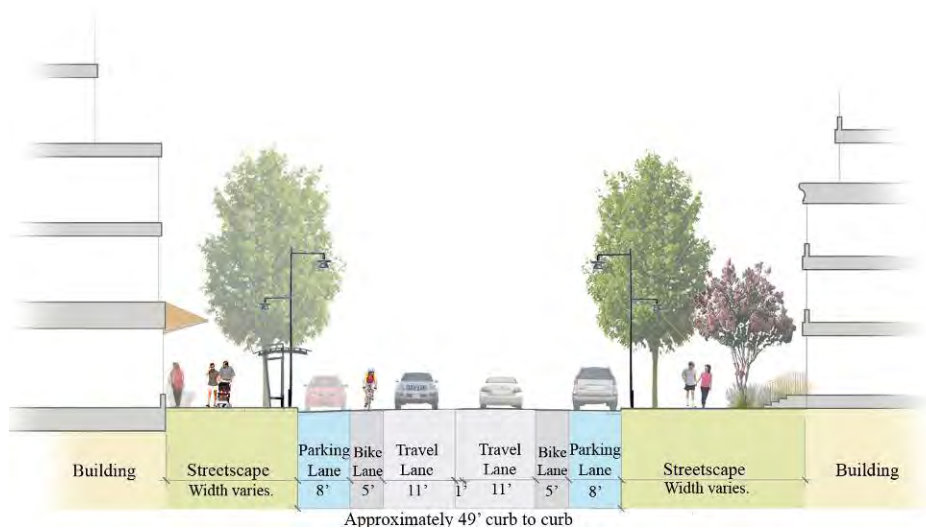 Building
Streetscape
Width varies.
Parking
Lane
8'
Bike
Lane
5'
Travel
Lane
11'
1'
Travel
Lane
11'
Bike
Lane
5'
Parking
Lane
8'
Streetscape
Width varies.
Building
Approximately 49' curb to curb